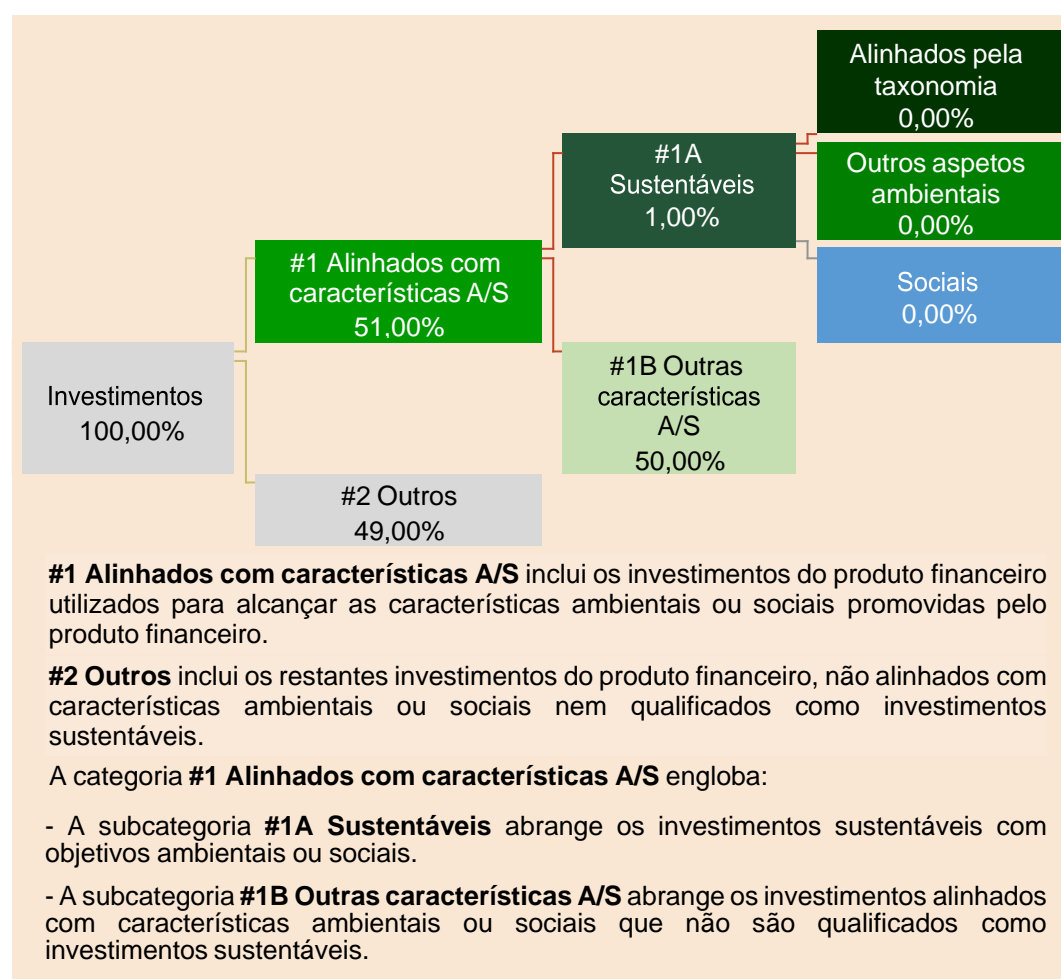 Alinhados pela
taxonomia
0,00%
#1A
Sustentáveis
1,00%
Outros aspetos
ambientais
0,00%
#1 Alinhados com
características A/S
51,00%
Sociais
0,00%
Investimentos
100,00%
#1B Outras
características
A/S
50,00%
#2 Outros
49,00%
#1 Alinhados com características A/S inclui os investimentos do produto financeiro
utilizados para alcançar as características ambientais ou sociais promovidas pelo
produto financeiro.
#2 Outros inclui os restantes investimentos do produto financeiro, não alinhados com
características ambientais ou sociais nem qualificados como investimentos
sustentáveis.
A categoria #1 Alinhados com características A/S engloba:
- A subcategoria #1A Sustentáveis abrange os investimentos sustentáveis com
objetivos ambientais ou sociais.
- A subcategoria #1B Outras características A/S abrange os investimentos alinhados
com características ambientais ou sociais que não são qualificados como
investimentos sustentáveis.